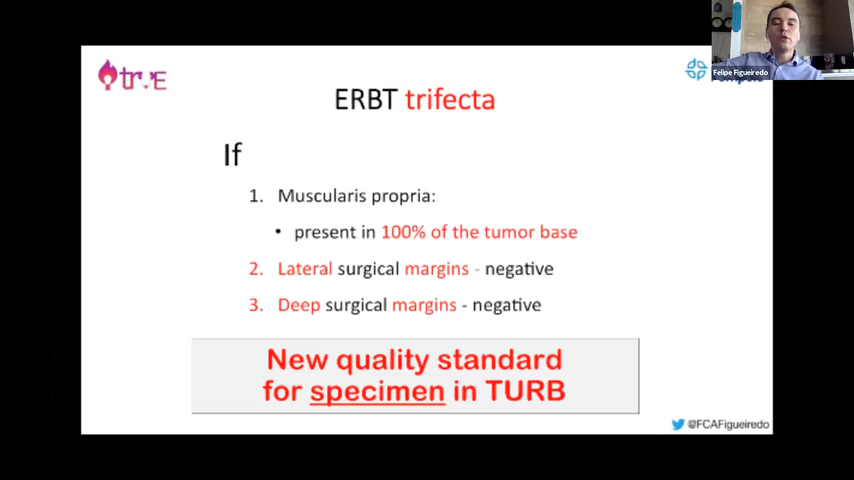 Felipe Figueiredo
ERBT trifecta
If
1. Muscularis propria:
• present in 100% of the tumor base
2. Lateral surgical margins - negative
3. Deep surgical margins - negative
New quality standard
for specimen in TURB
@FCAFigueiredo